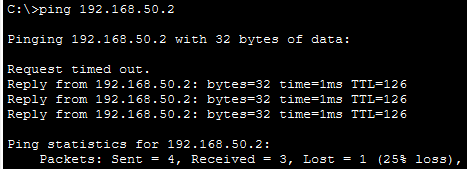 C:\>ping 192.168.50.2
Pinging 192.168.50.2 with 32 bytes of data:
Request timed out.
Reply from 192.168.50.2: bytes=32 time=1ms TTL=126
Reply from 192.168.50.2: bytes=32 time=1ms TTL=126
Reply from 192.168.50.2: bytes=32 time=1ms TTL=126
Ping statistics for 192.168.50.2:
Packets: Sent = 4, Received = 3, Lost = 1 (25% loss),